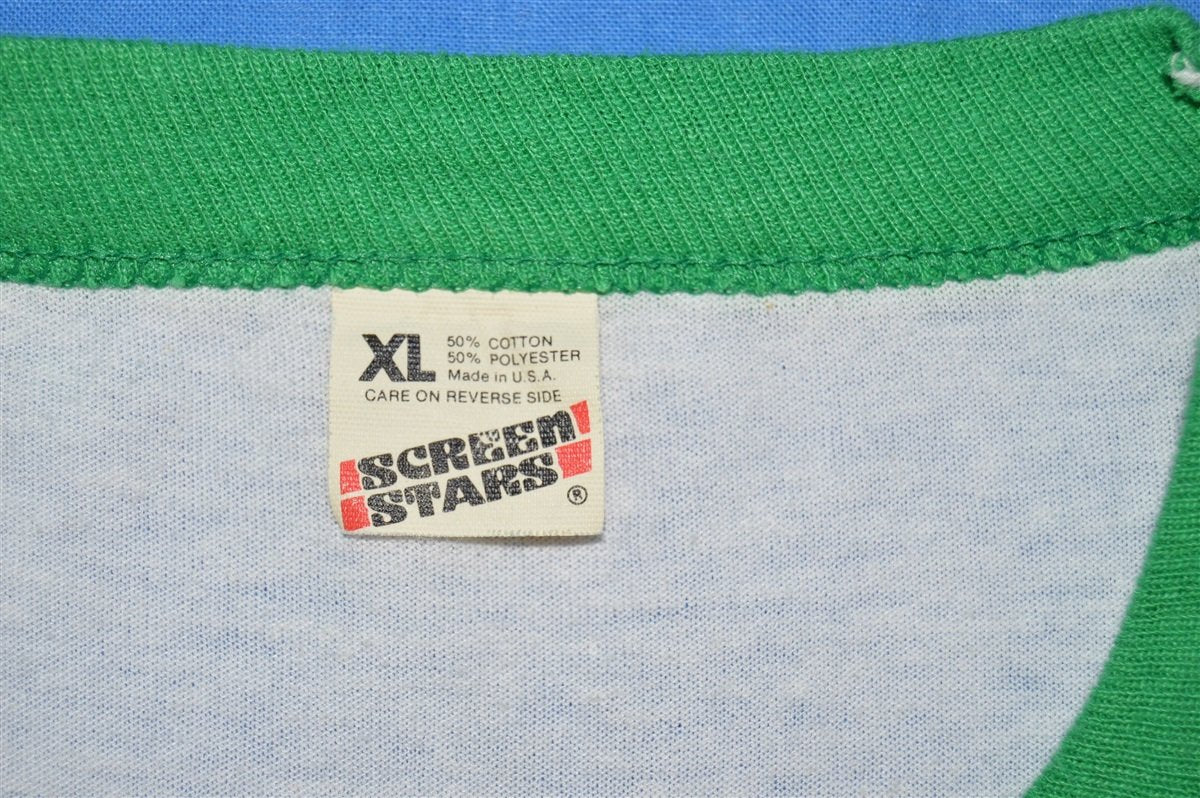 XL
50% COTTON
50% POLYESTER
Made in U.S.A.
CARE ON REVERSE SIDE
SCREEN
STARS
®